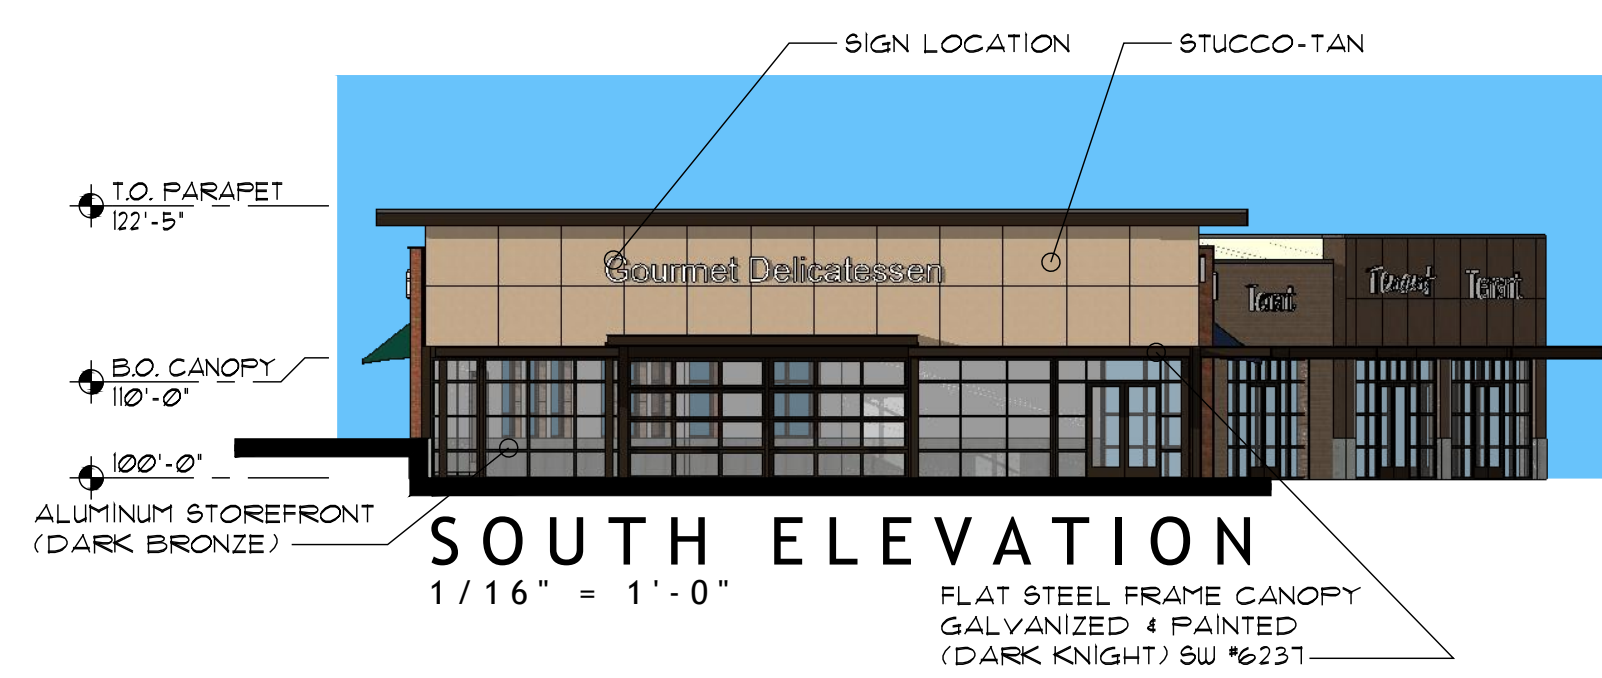 SIGN LOCATION
STUCCO-TAN
T.O. PARAPET
122'-5"
Gourmet Delicatessen
Tenant
Tenant
Tenant
B.O. CANOPY
110'-0"
100'-0"
ALUMINUM STOREFRONT
(DARK BRONZE)
SOUTH ELEVATION
1/16" = 1'-0"
FLAT STEEL FRAME CANOPY
GALVANIZED & PAINTED
(DARK KNIGHT) SW #6237